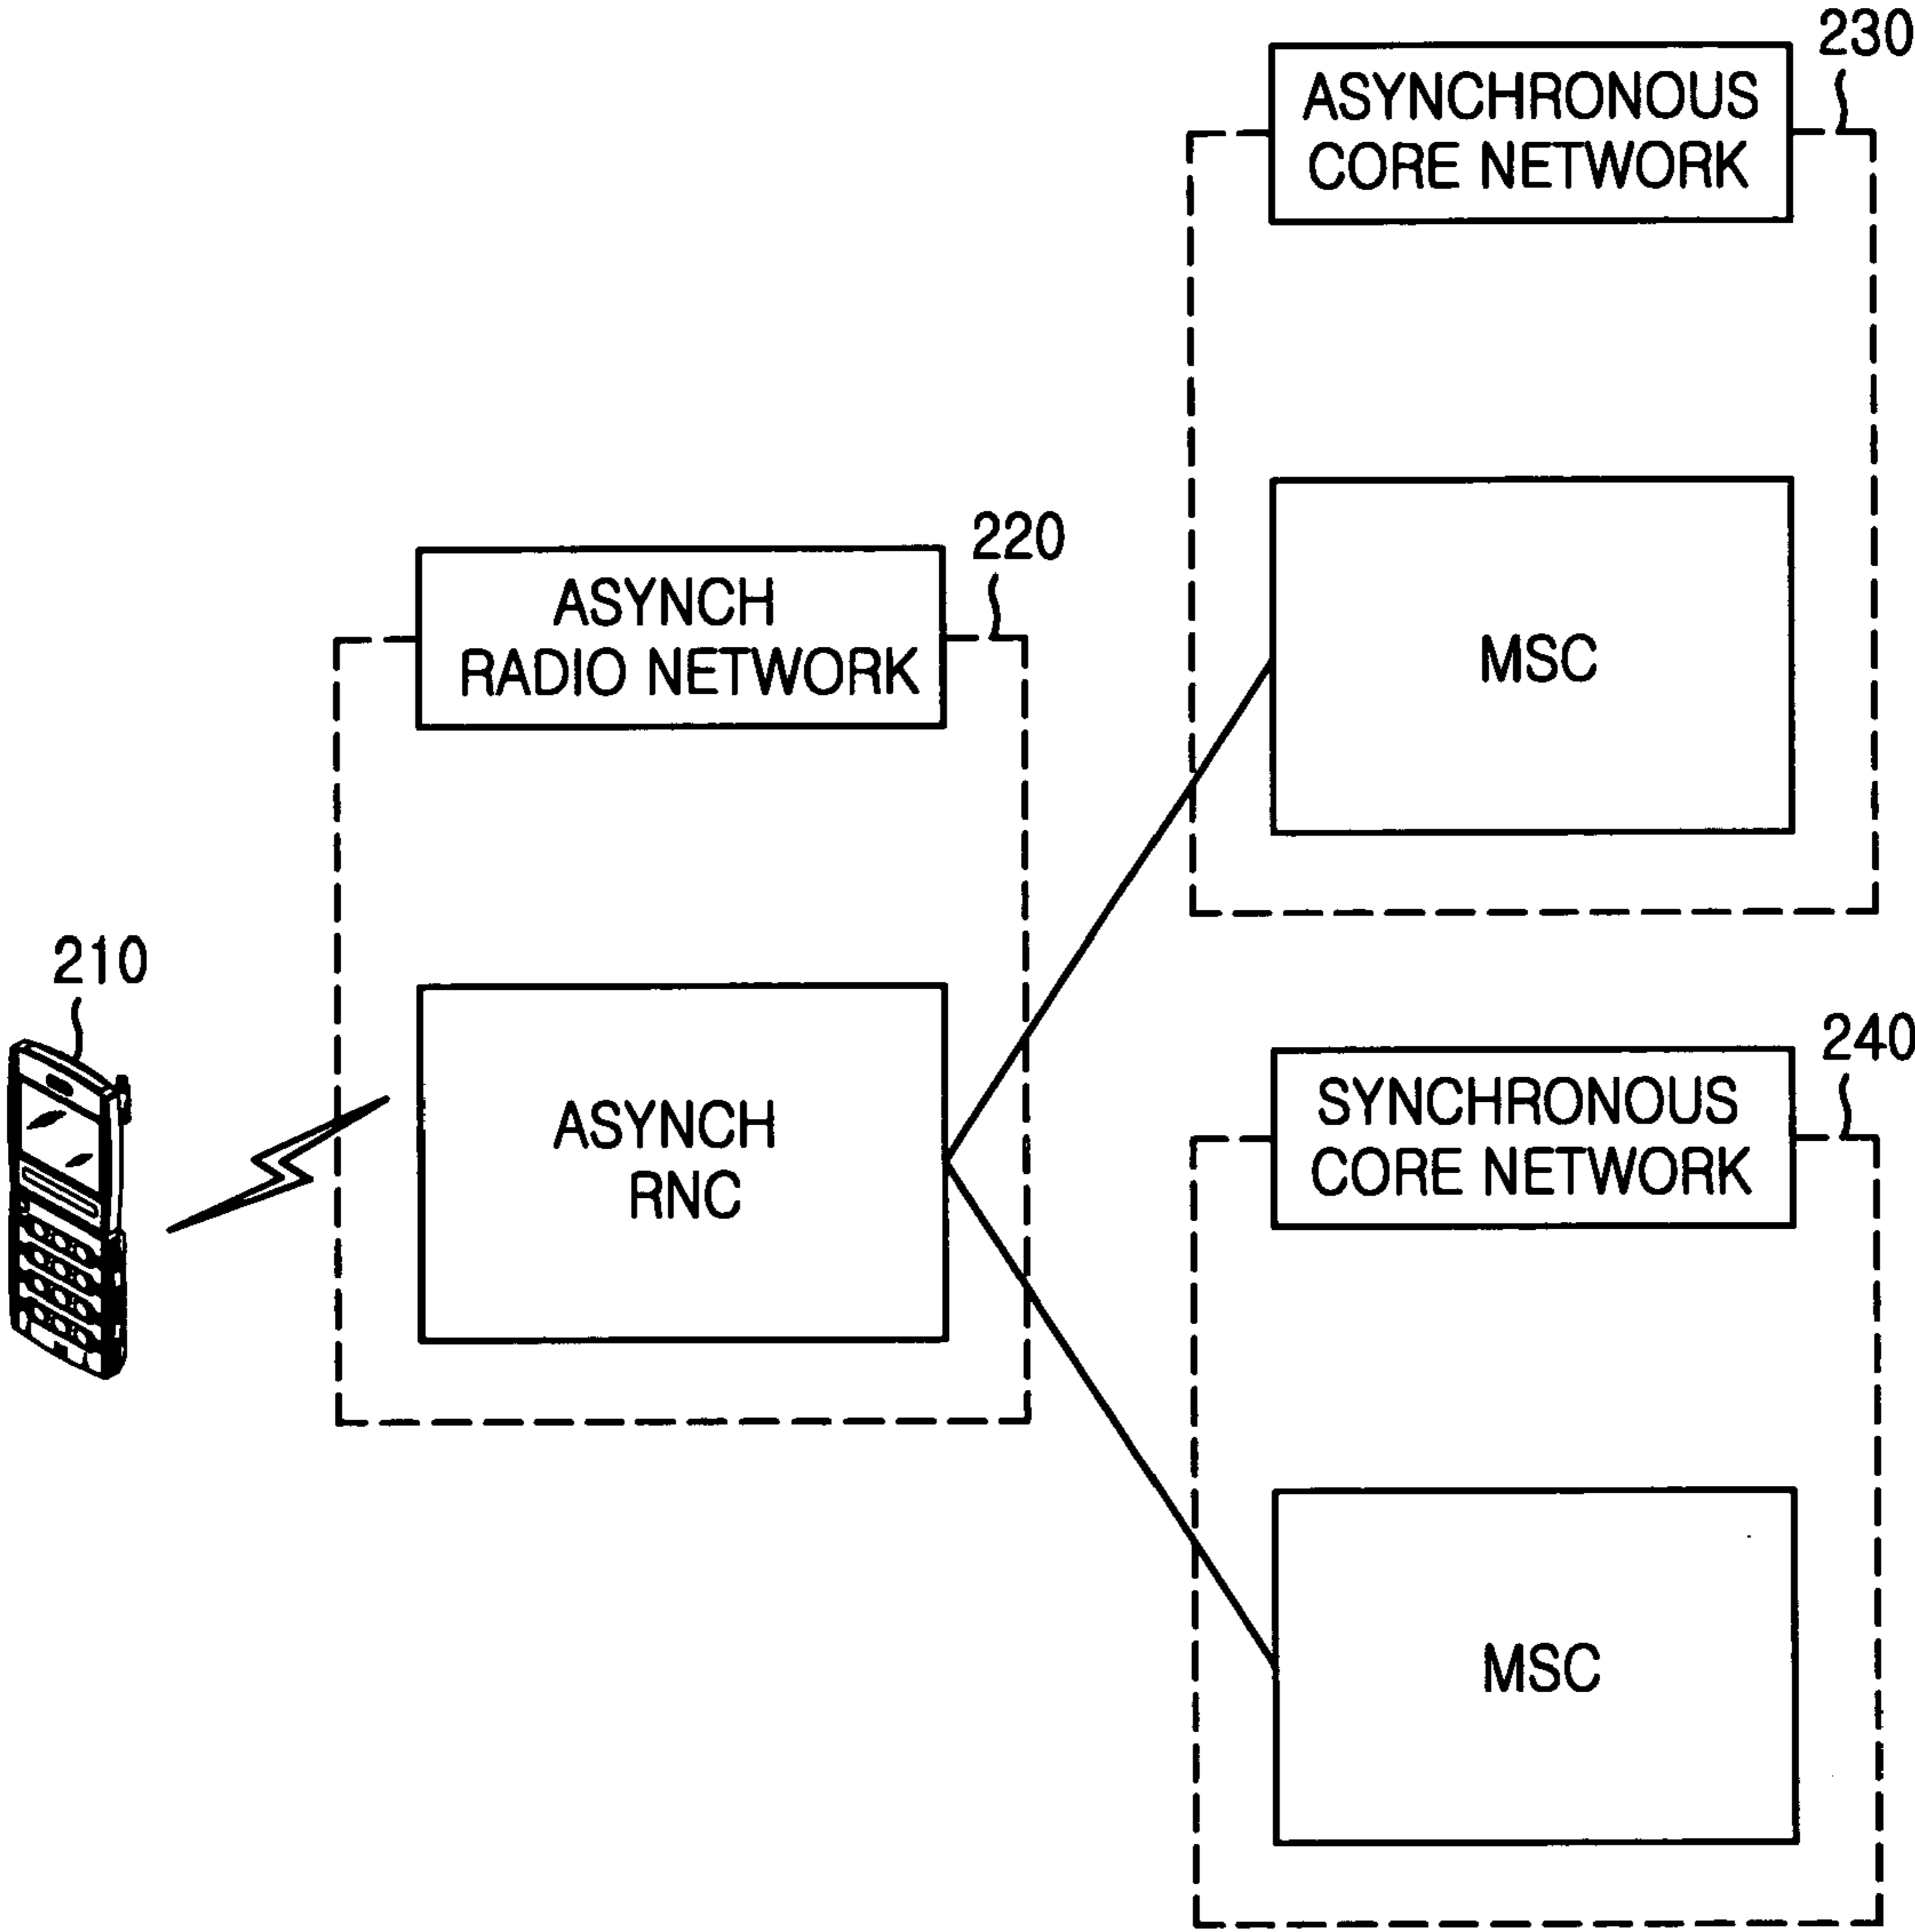 230
ASYNCHRONOUS
CORE NETWORK
MSC
220
ASYNCH
RADIO NETWORK
210
ASYNCH
RNC
240
SYNCHRONOUS
CORE NETWORK
MSC